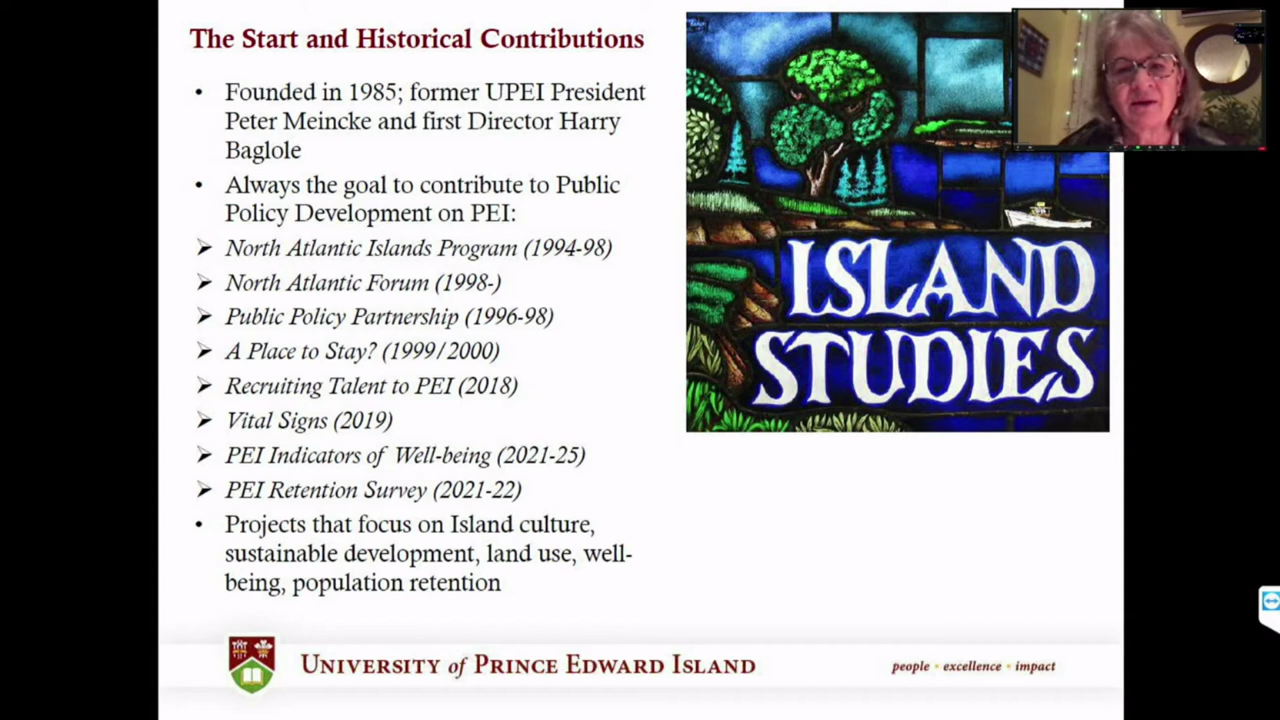 The Start and Historical Contributions
• Founded in 1985; former UPEI President
Peter Meincke and first Director Harry
Baglole
• Always the goal to contribute to Public
Policy Development on PEI:
➢ North Atlantic Islands Program (1994-98)
➢ North Atlantic Forum (1998-)
➢ Public Policy Partnership (1996-98)
➢ A Place to Stay? (1999/2000)
➢ Recruiting Talent to PEI (2018)
➢ Vital Signs (2019)
➢ PEI Indicators of Well-being (2021-25)
➢ PEI Retention Survey (2021-22)
• Projects that focus on Island culture,
sustainable development, land use, well-
being, population retention
ISLAND
STUDIES
UNIVERSITY of PRINCE EDWARD ISLAND
people • excellence • impact